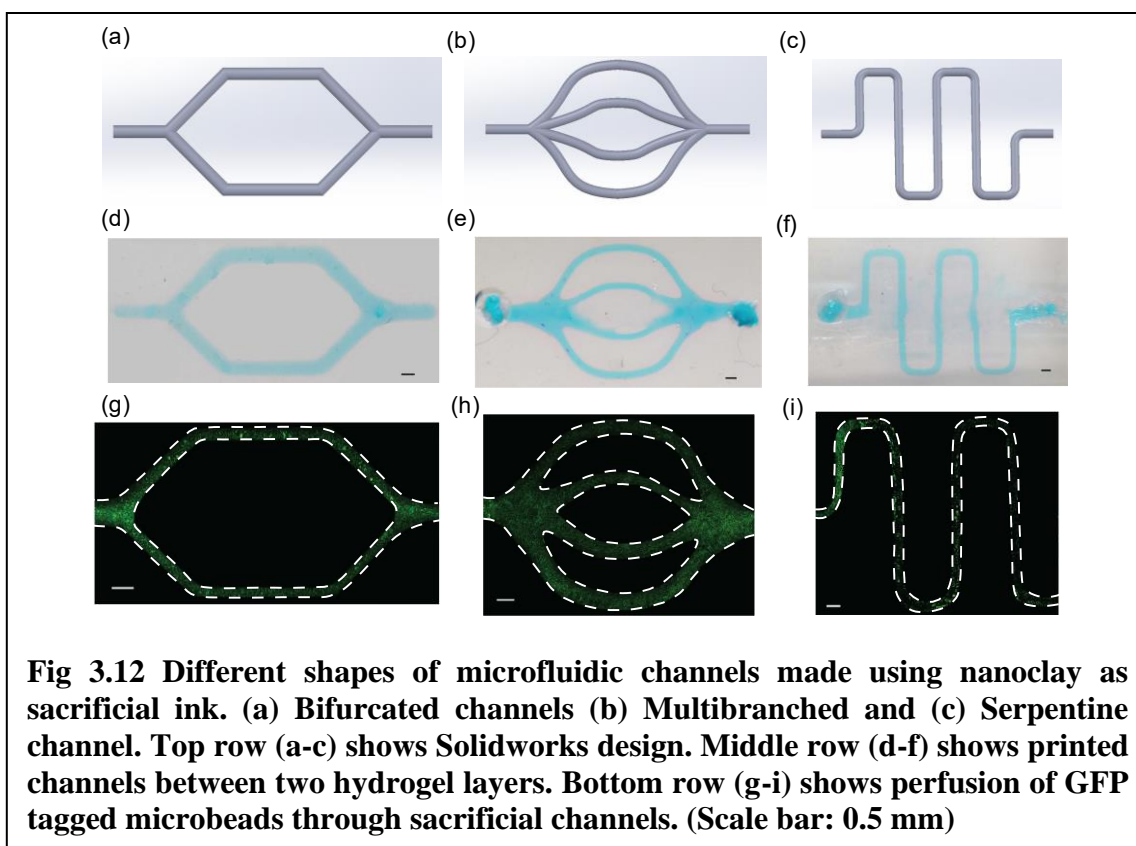 (a)
(b)
(c)
(d)
(e)
(f)
(g)
(h)
(i)
Fig 3.12 Different shapes of microfluidic channels made using nanoclay as
sacrificial ink. (a) Bifurcated channels (b) Multibranched and (c) Serpentine
channel. Top row (a-c) shows Solidworks design. Middle row (d-f) shows printed
channels between two hydrogel layers. Bottom row (g-i) shows perfusion of GFP
tagged microbeads through sacrificial channels. (Scale bar: 0.5 mm)